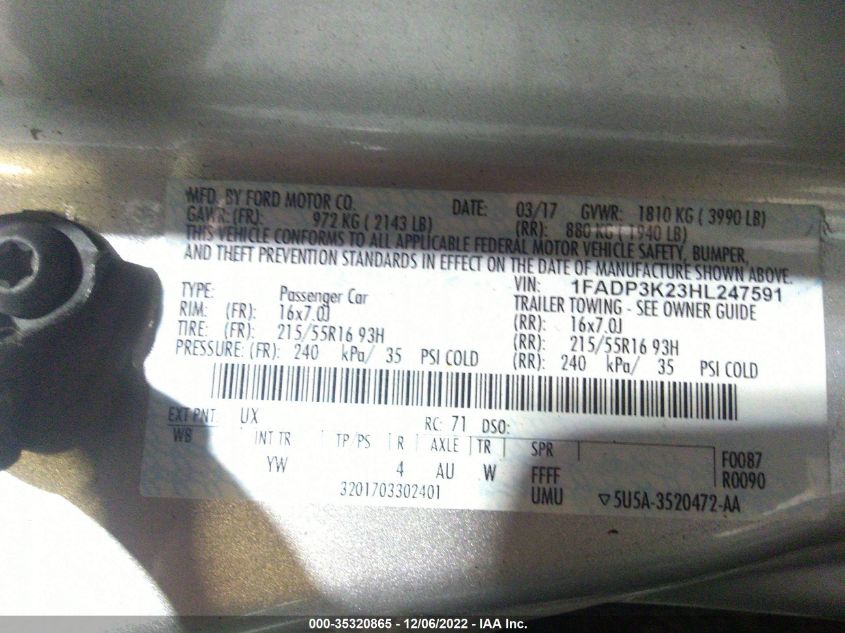 MFD. BY FORD MOTOR CO. DATE: 03/17 GVWR: 1810 KG ( 3990 LB)
GAWR: (FR): 972 KG ( 2143 LB) (RR): 880 KG ( 1940 LB)
THIS VEHICLE CONFORMS TO ALL APPLICABLE FEDERAL MOTOR VEHICLE SAFETY, BUMPER,
AND THEFT PREVENTION STANDARDS IN EFFECT ON THE DATE OF MANUFACTURE SHOWN ABOVE.
VIN: 1FADP3K23HL247591
TYPE: Passenger Car TRAILER TOWING - SEE OWNER GUIDE
RIM: (FR): 16x7.0J (RR): 16x7.0J
TIRE: (FR): 215/55R16 93H (RR): 215/55R16 93H
PRESSURE: (FR): 240 kPa/ 35 PSI COLD (RR): 240 kPa/ 35 PSI COLD
EXT PNT: UX RC: 71 DSO:
WB INT TR TP/PS R AXLE TR SPR F0087
YW 4 AU W FFFF R0090
3201703302401 UMU ▽5U5A-3520472-AA
000-35320865 - 12/06/2022 - IAA Inc.